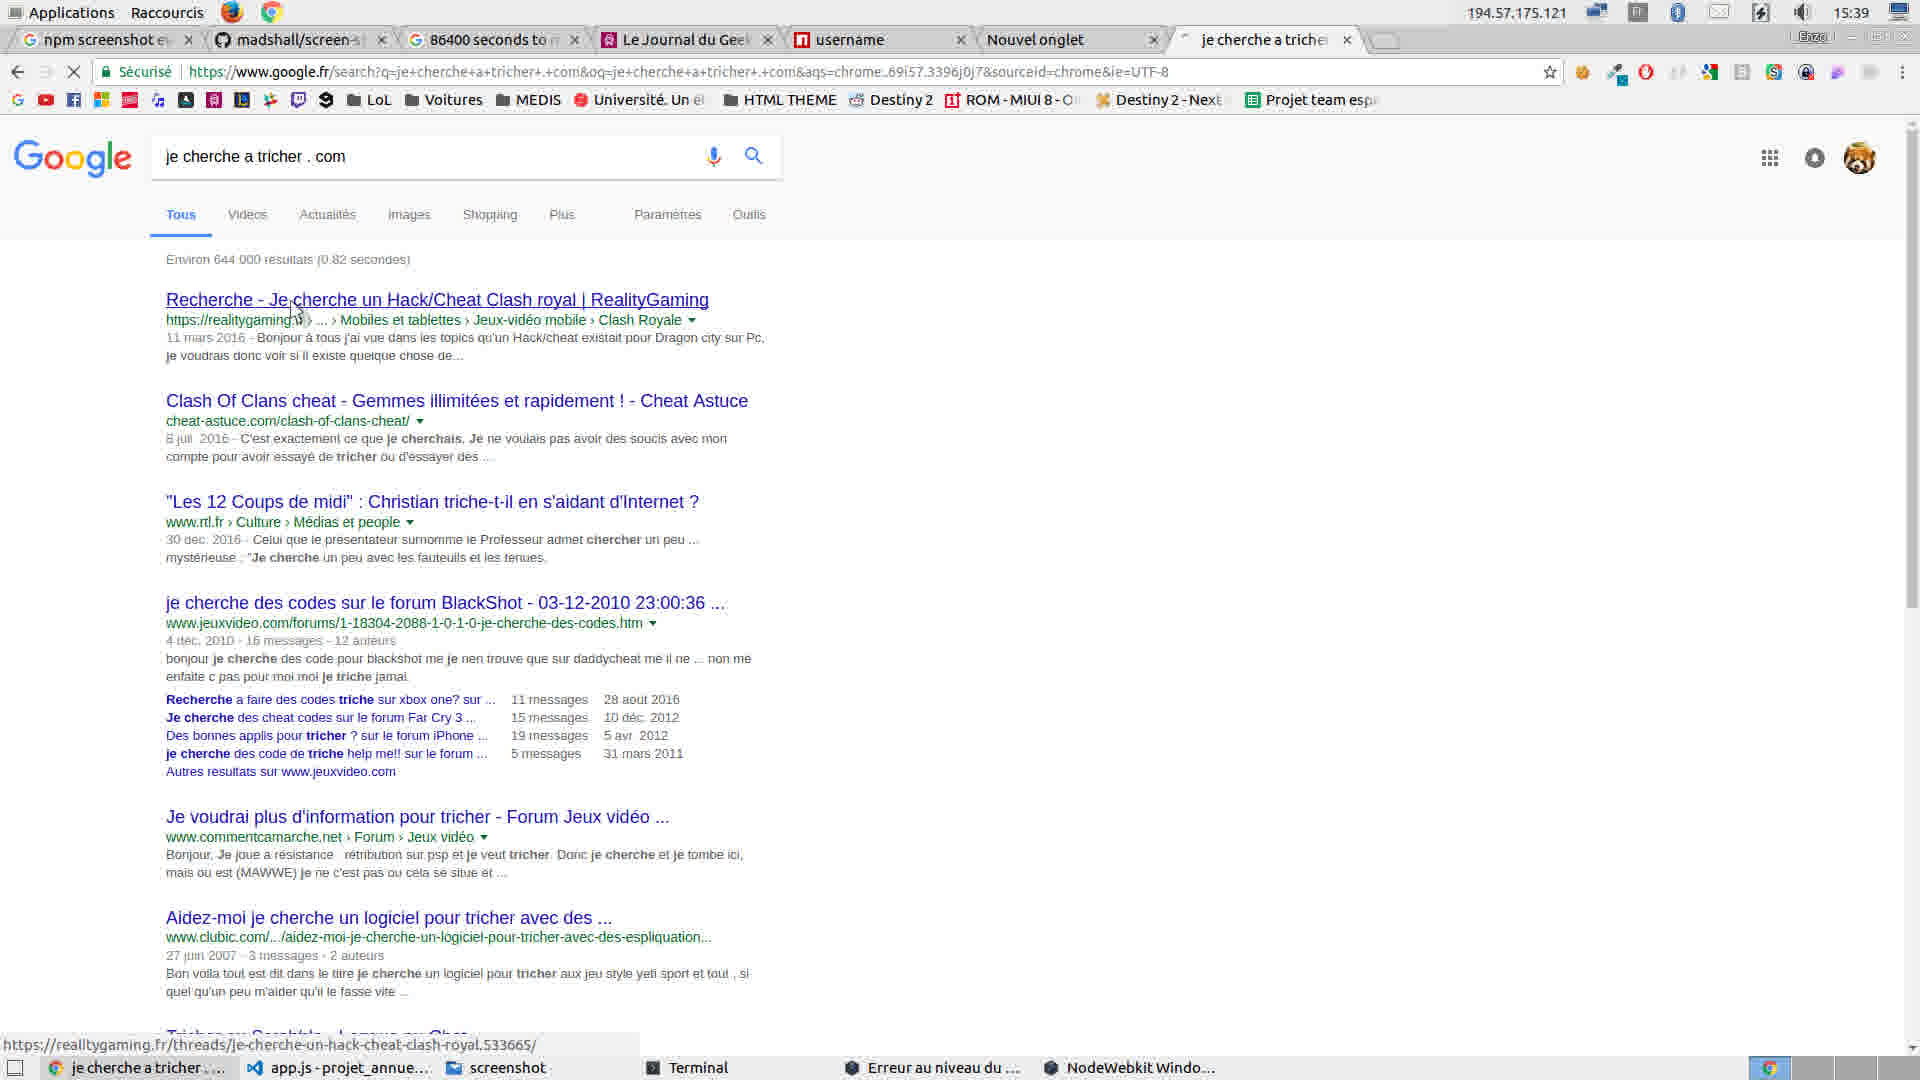 Applications Raccourcis 194.57.175.121 15:39
npm screenshot ev madshall/screen-s 86400 seconds to m Le Journal du Geek username Nouvel onglet je cherche a tricher Enzo
Sécurisé https://www.google.fr/search?q=je+cherche+a+tricher+.+com&oq=je+cherche+a+tricher+.+com&aqs=chrome..69i57.3396j0j7&sourceid=chrome&ie=UTF-8
LoL Voitures MEDIS Université. Un él HTML THEME Destiny 2 ROM - MIUI 8 - O Destiny 2 - Next Projet team esp
Google je cherche a tricher . com
Tous Vidéos Actualités Images Shopping Plus Paramètres Outils
Environ 644 000 résultats (0,82 secondes)
Recherche - Je cherche un Hack/Cheat Clash royal | RealityGaming
https://realitygaming.fr › ... › Mobiles et tablettes › Jeux-vidéo mobile › Clash Royale
11 mars 2016 - Bonjour à tous j'ai vue dans les topics qu'un Hack/cheat existait pour Dragon city sur Pc,
je voudrais donc voir si il existe quelque chose de...
Clash Of Clans cheat - Gemmes illimitées et rapidement ! - Cheat Astuce
cheat-astuce.com/clash-of-clans-cheat/
8 juil. 2016 - C'est exactement ce que je cherchais. Je ne voulais pas avoir des soucis avec mon
compte pour avoir essayé de tricher ou d'essayer des ...
"Les 12 Coups de midi" : Christian triche-t-il en s'aidant d'Internet ?
www.rtl.fr › Culture › Médias et people
30 déc. 2016 - Celui que le présentateur surnomme le Professeur admet chercher un peu ...
mystérieuse : "Je cherche un peu avec les fauteuils et les tenues.
je cherche des codes sur le forum BlackShot - 03-12-2010 23:00:36 ...
www.jeuxvideo.com/forums/1-18304-2088-1-0-1-0-je-cherche-des-codes.htm
4 déc. 2010 - 16 messages - 12 auteurs
bonjour je cherche des code pour blackshot me je nen trouve que sur daddycheat me il ne ... non me
enfaite c pas pour moi moi je triche jamai.
Recherche a faire des codes triche sur xbox one? sur ... 11 messages 28 août 2016
Je cherche des cheat codes sur le forum Far Cry 3 ... 15 messages 10 déc. 2012
Des bonnes applis pour tricher ? sur le forum iPhone ... 19 messages 5 avr. 2012
je cherche des code de triche help me!! sur le forum ... 5 messages 31 mars 2011
Autres résultats sur www.jeuxvideo.com
Je voudrai plus d'information pour tricher - Forum Jeux vidéo ...
www.commentcamarche.net › Forum › Jeux vidéo
Bonjour, Je joue a résistance rétribution sur psp et je veut tricher. Donc je cherche et je tombe ici,
mais ou est (MAWWE) je ne c'est pas ou cela se situe et ...
Aidez-moi je cherche un logiciel pour tricher avec des ...
www.clubic.com/.../aidez-moi-je-cherche-un-logiciel-pour-tricher-avec-des-espliquation...
27 juin 2007 - 3 messages - 2 auteurs
Bon voila tout est dit dans le titre je cherche un logiciel pour tricher aux jeu style yeti sport et tout , si
quel qu'un peu m'aider qu'il le fasse vite ...
https://realitygaming.fr/threads/je-cherche-un-hack-cheat-clash-royal.533665/
je cherche a tricher . ... app.js - projet_annue... screenshot Terminal Erreur au niveau du ... NodeWebkit Windo...